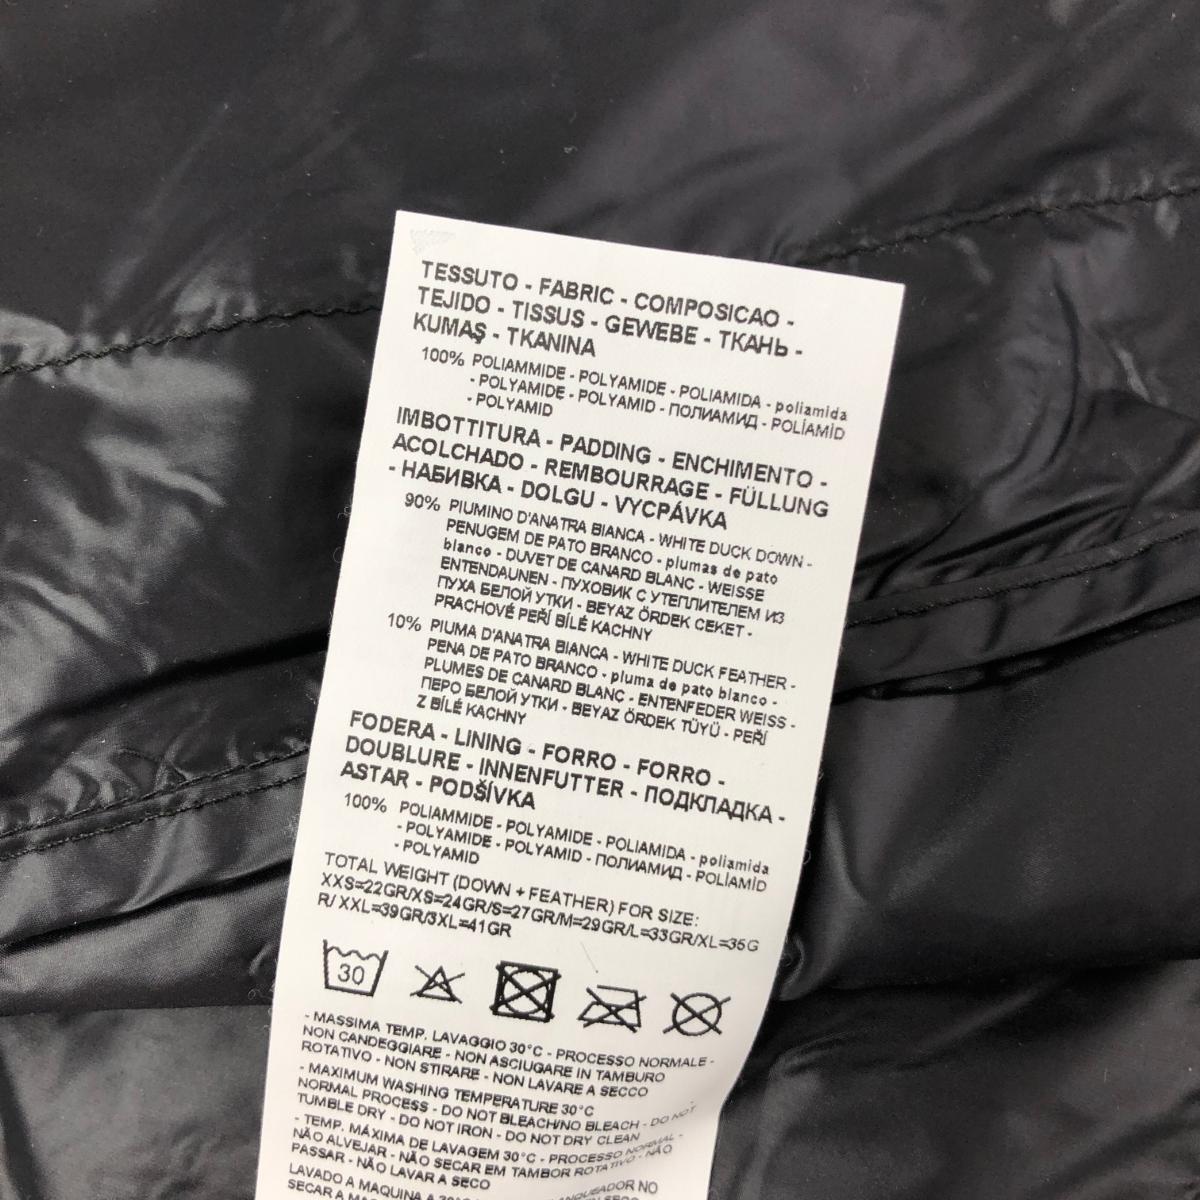 TESSUTO - FABRIC - COMPOSICAO -
TEJIDO - TISSUS - GEWEBE - ТКАНЬ -
KUMAŞ - TKANINA
100% POLIAMMIDE - POLYAMIDE - POLIAMIDA - poliamida
- POLYAMIDE - POLYAMID - ПОЛИАМИД - POLİAMİD
- POLYAMID
IMBOTTITURA - PADDING - ENCHIMENTO -
ACOLCHADO - REMBOURRAGE - FÜLLUNG
- НАБИВКА - DOLGU - VYCPÁVKA
90% PIUMINO D'ANATRA BIANCA - WHITE DUCK DOWN -
PENUGEM DE PATO BRANCO - plumas de pato
blanco - DUVET DE CANARD BLANC - WEISSE
ENTENDAUNEN - ПУХОВИК С УТЕПЛИТЕЛЕМ ИЗ
ПУХА БЕЛОЙ УТКИ - BEYAZ ÖRDEK CEKET -
PRACHOVÉ PEŘÍ BÍLÉ KACHNY
10% PIUMA D'ANATRA BIANCA - WHITE DUCK FEATHER -
PENA DE PATO BRANCO - pluma de pato blanco -
PLUMES DE CANARD BLANC - ENTENFEDER WEISS -
ПЕРО БЕЛОЙ УТКИ - BEYAZ ÖRDEK TÜYÜ - PEŘÍ
Z BÍLÉ KACHNY
FODERA - LINING - FORRO - FORRO -
DOUBLURE - INNENFUTTER - ПОДКЛАДКА -
ASTAR - PODŠÍVKA
100% POLIAMMIDE - POLYAMIDE - POLIAMIDA - poliamida
- POLYAMIDE - POLYAMID - ПОЛИАМИД - POLİAMİD
- POLYAMID
TOTAL WEIGHT (DOWN + FEATHER) FOR SIZE:
XXS=22GR/XS=24GR/S=27GR/M=29GR/L=33GR/XL=35G
R/ XXL=39GR/3XL=41GR
30
- MASSIMA TEMP. LAVAGGIO 30°C - PROCESSO NORMALE -
NON CANDEGGIARE - NON ASCIUGARE IN TAMBURO
ROTATIVO - NON STIRARE - NON LAVARE A SECCO
- MAXIMUM WASHING TEMPERATURE 30°C
NORMAL PROCESS - DO NOT BLEACH/NO BLEACH - DO NOT
TUMBLE DRY - DO NOT IRON - DO NOT DRY CLEAN
- TEMP. MÁXIMA DE LAVAGEM 30°C - PROCESSO NORMAL -
NÃO ALVEJAR - NÃO SECAR EM TAMBOR ROTATIVO - NÃO
PASSAR - NÃO LAVAR A SECO
LAVADO A MAQUINA A NO
SECAR A